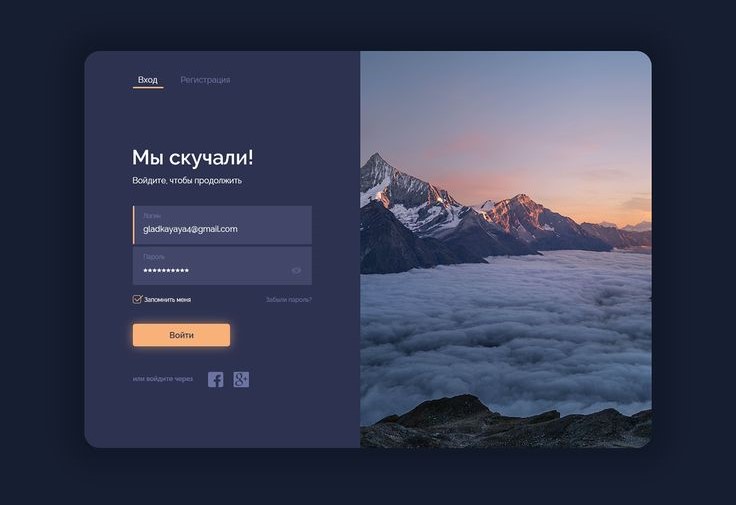 Вход Регистрация
Мы скучали!
Войдите, чтобы продолжить
Логин
gladkayaya4@gmail.com
Пароль
**********
Запомнить меня Забыли пароль?
Войти
или войдите через f g+